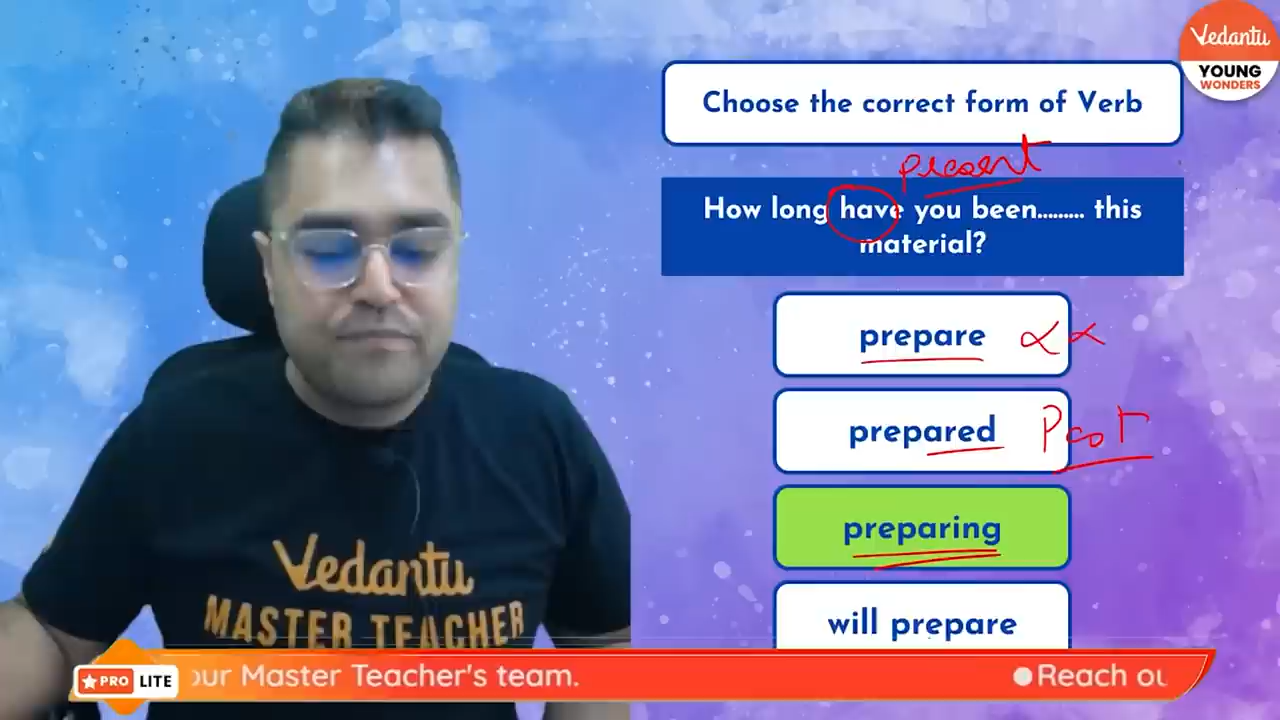 Vedantu
YOUNG
WONDERS
Choose the correct form of Verb
present
How long have you been......... this
material?
prepare
prepared
Past
preparing
will prepare
Vedantu
MASTER TEACHER
PRO LITE
our Master Teacher's team.
Reach ou